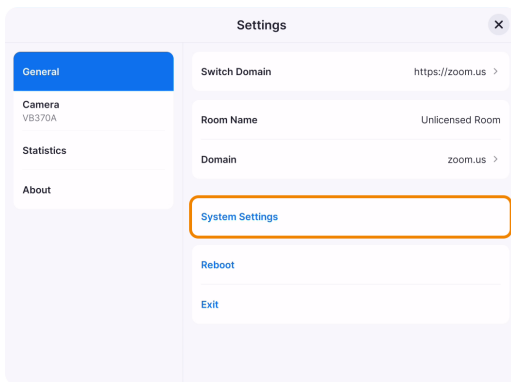 Settings
General
Camera
VB370A
Statistics
About
Switch Domain https://zoom.us >
Room Name Unlicensed Room
Domain zoom.us >
System Settings
Reboot
Exit